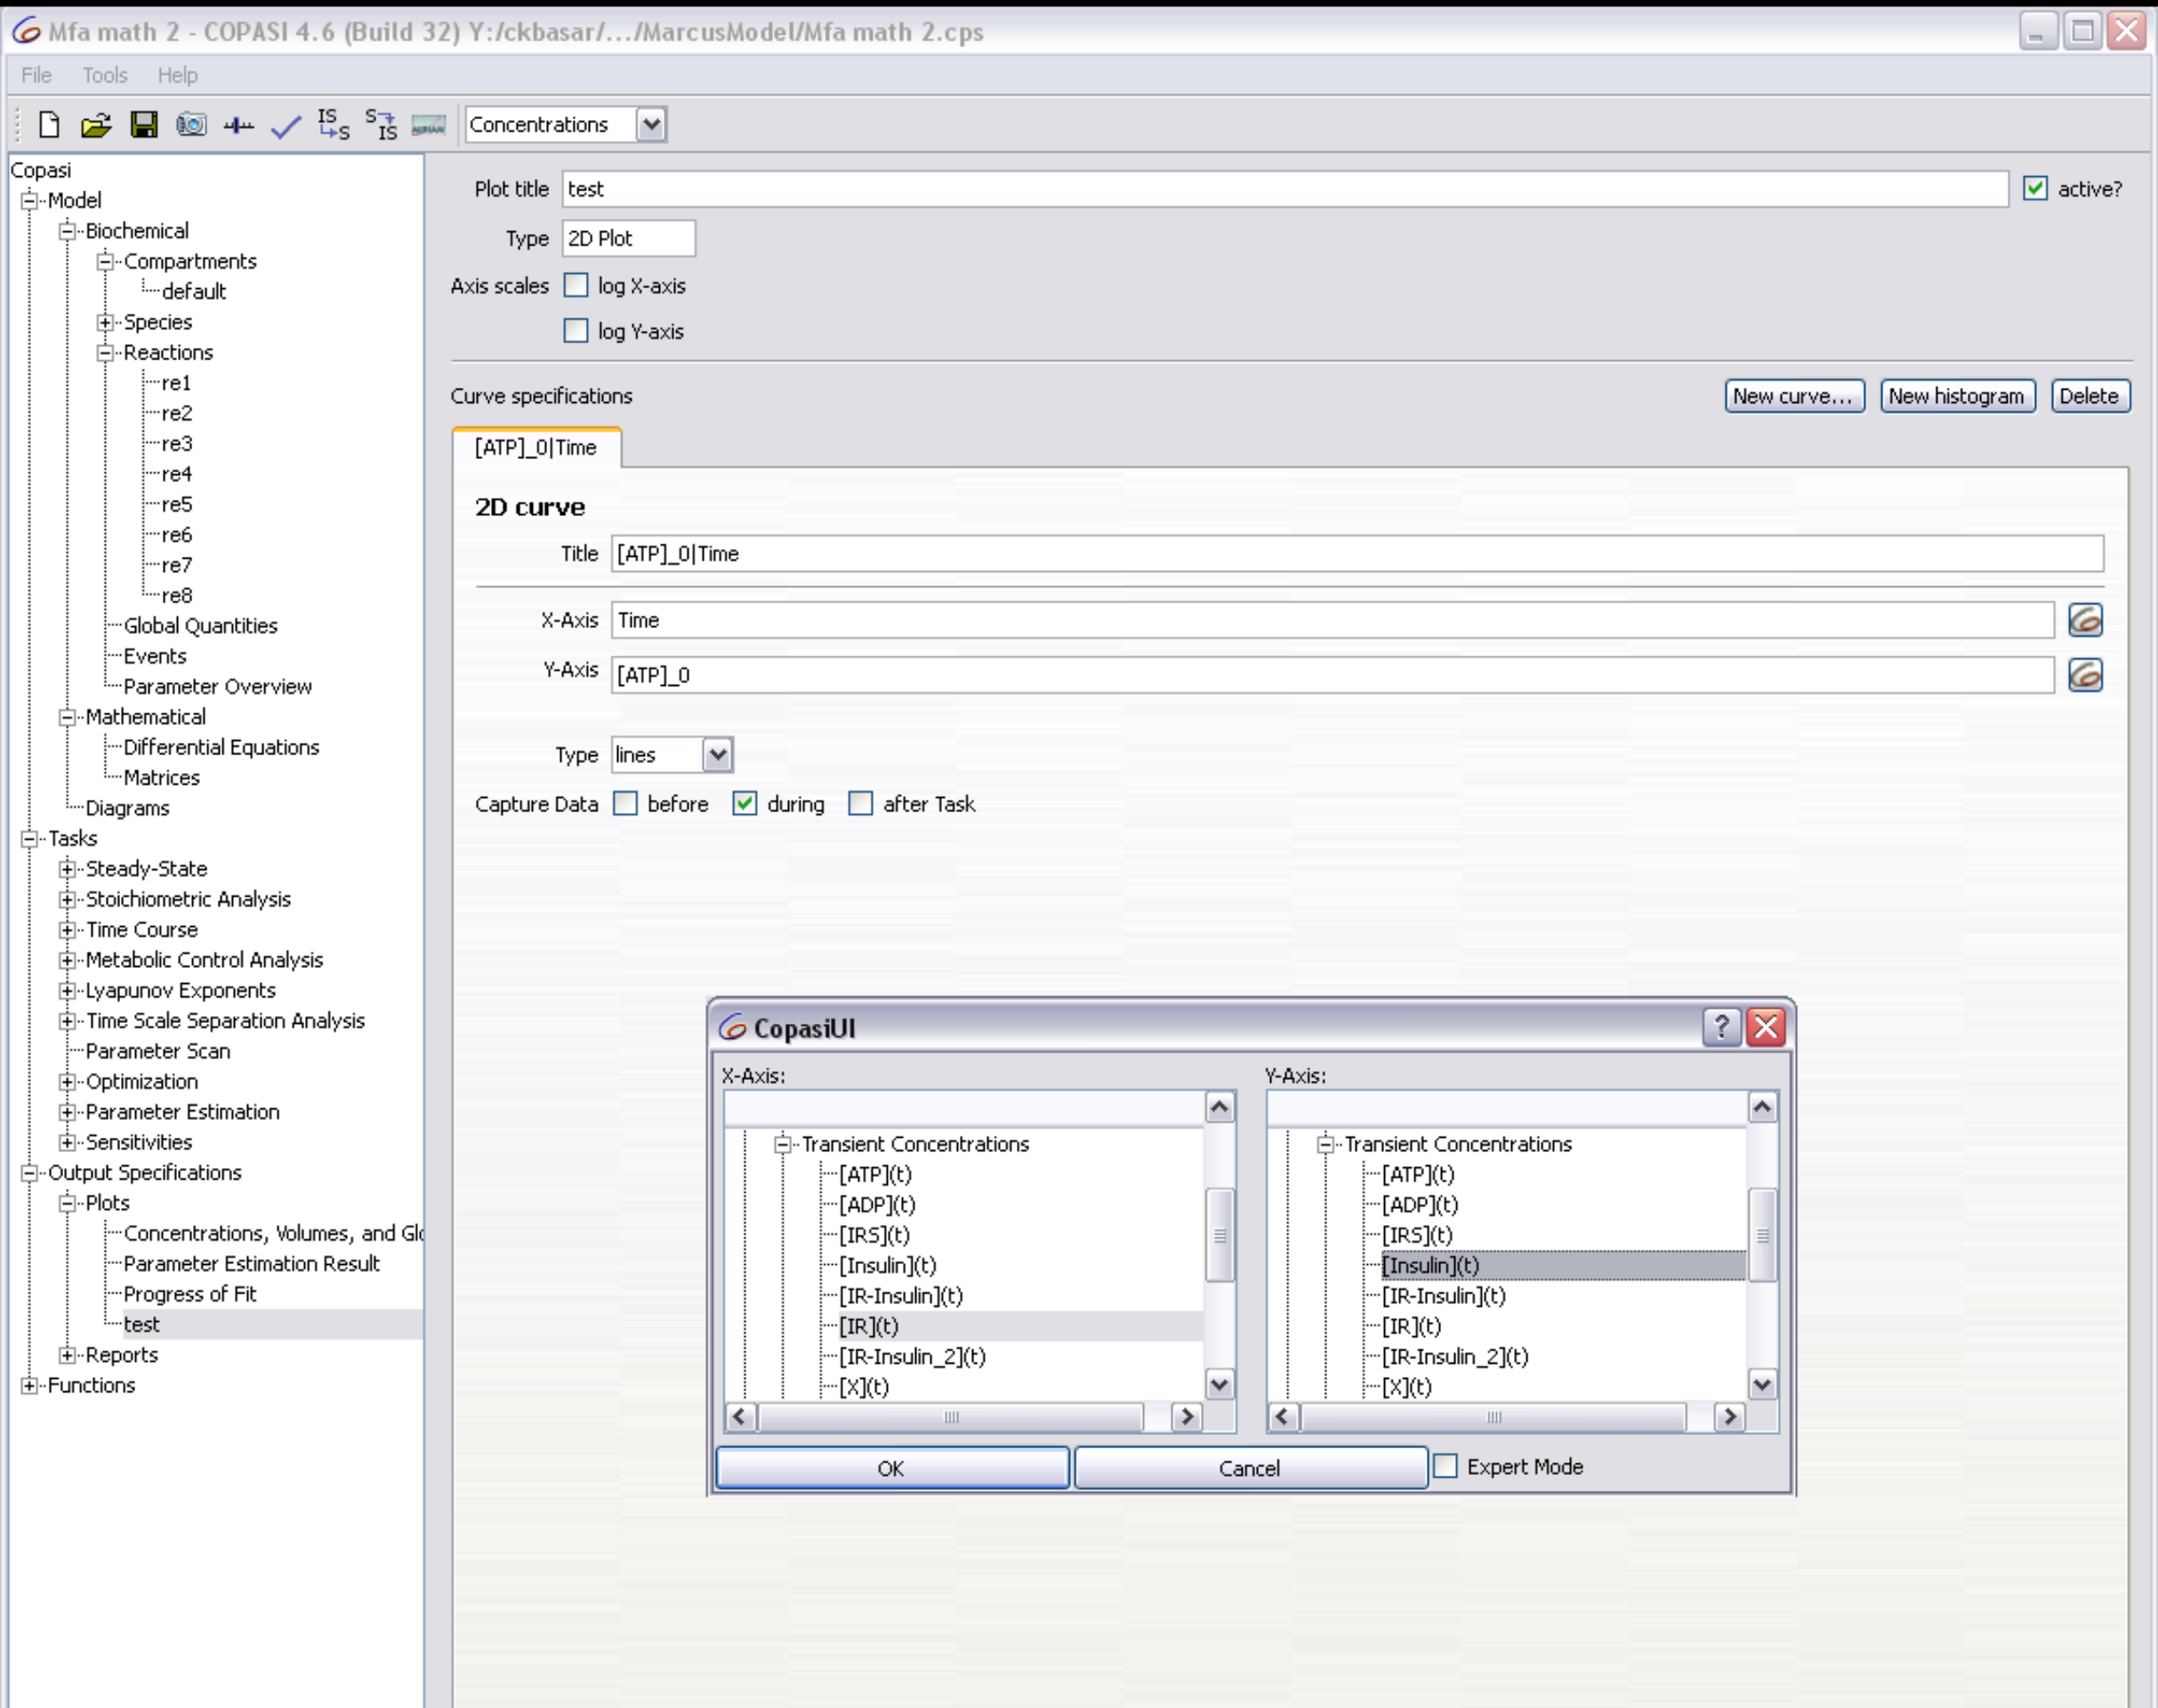 Mfa math 2 - COPASI 4.6 (Build 32) Y:/ckbasar/.../MarcusModel/Mfa math 2.cps
File Tools Help
IS S S IS Concentrations
Copasi
Model
Biochemical
Compartments
default
Species
Reactions
re1
re2
re3
re4
re5
re6
re7
re8
Global Quantities
Events
Parameter Overview
Mathematical
Differential Equations
Matrices
Diagrams
Tasks
Steady-State
Stoichiometric Analysis
Time Course
Metabolic Control Analysis
Lyapunov Exponents
Time Scale Separation Analysis
Parameter Scan
Optimization
Parameter Estimation
Sensitivities
Output Specifications
Plots
Concentrations, Volumes, and Glo
Parameter Estimation Result
Progress of Fit
test
Reports
Functions
Plot title test active?
Type 2D Plot
Axis scales log X-axis
log Y-axis
Curve specifications New curve... New histogram Delete
[ATP]_0|Time
2D curve
Title [ATP]_0|Time
X-Axis Time
Y-Axis [ATP]_0
Type lines
Capture Data before during after Task
CopasiUI
X-Axis:
Transient Concentrations
[ATP](t)
[ADP](t)
[IRS](t)
[Insulin](t)
[IR-Insulin](t)
[IR](t)
[IR-Insulin_2](t)
[X](t)
Y-Axis:
Transient Concentrations
[ATP](t)
[ADP](t)
[IRS](t)
[Insulin](t)
[IR-Insulin](t)
[IR](t)
[IR-Insulin_2](t)
[X](t)
OK Cancel Expert Mode